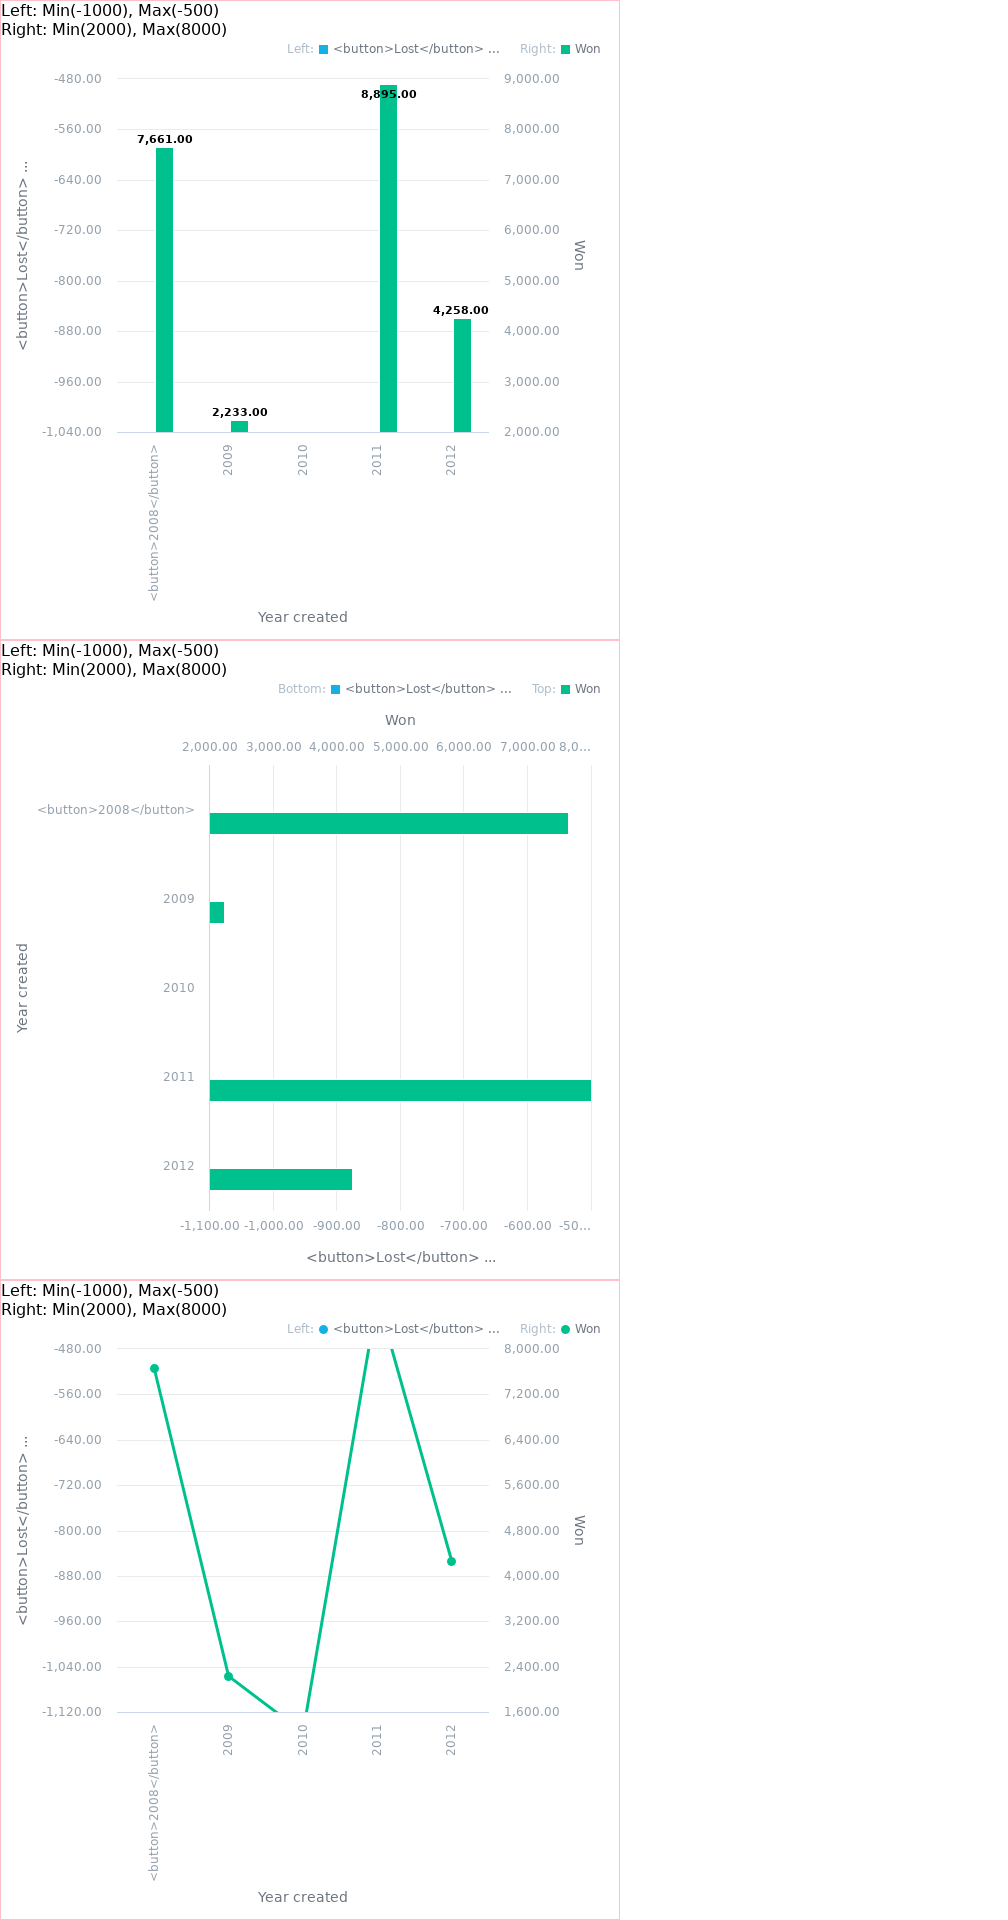 Left: Min(-1000), Max(-500)
Right: Min(2000), Max(8000)
Left: <button>Lost</button> ... Right: Won
-480.00 9,000.00
8,895.00
-560.00 8,000.00
7,661.00
-640.00 7,000.00
-720.00 6,000.00
<button>Lost</button> ...
Won
-800.00 5,000.00
4,258.00
-880.00 4,000.00
-960.00 3,000.00
2,233.00
-1,040.00 2,000.00
<button>2008</button> 2009 2010 2011 2012
Year created
Left: Min(-1000), Max(-500)
Right: Min(2000), Max(8000)
Bottom: <button>Lost</button> ... Top: Won
Won
2,000.00 3,000.00 4,000.00 5,000.00 6,000.00 7,000.00 8,0...
<button>2008</button>
2009
Year created
2010
2011
2012
-1,100.00 -1,000.00 -900.00 -800.00 -700.00 -600.00 -50...
<button>Lost</button> ...
Left: Min(-1000), Max(-500)
Right: Min(2000), Max(8000)
Left: <button>Lost</button> ... Right: Won
-480.00 8,000.00
-560.00 7,200.00
-640.00 6,400.00
-720.00 5,600.00
<button>Lost</button> ...
Won
-800.00 4,800.00
-880.00 4,000.00
-960.00 3,200.00
-1,040.00 2,400.00
-1,120.00 1,600.00
<button>2008</button> 2009 2010 2011 2012
Year created